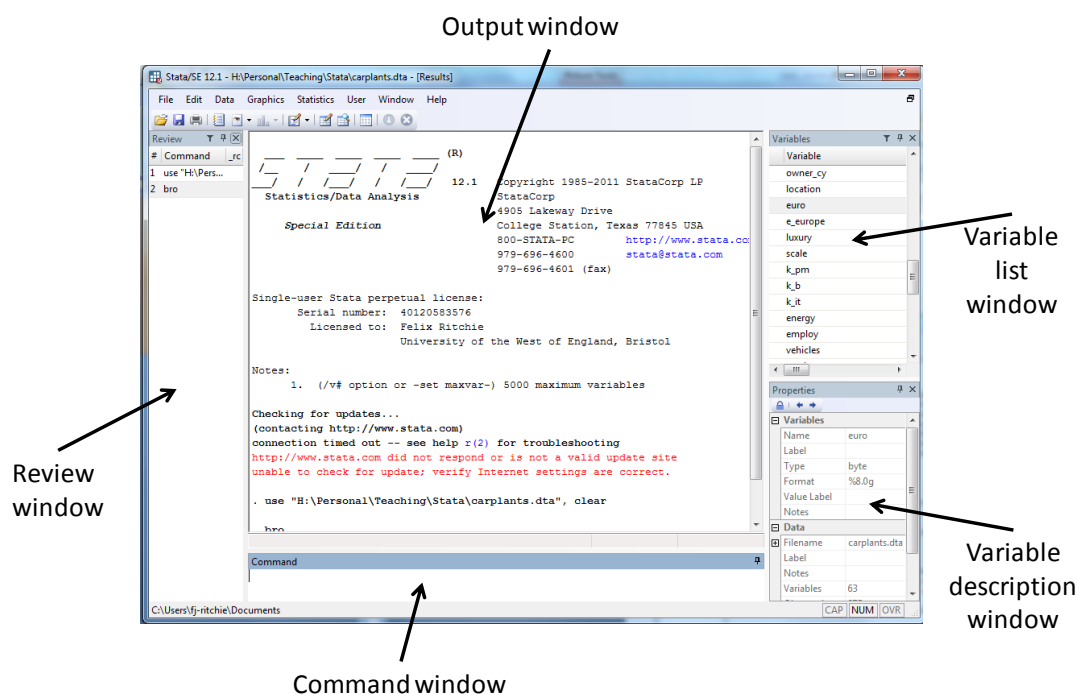 Output window
Stata/SE 12.1 - H:\Personal\Teaching\Stata\carplants.dta - [Results]
File Edit Data Graphics Statistics User Window Help
Review
# Command _rc
1 use "H:\Pers...
2 bro
(R)
stata
12.1 Copyright 1985-2011 StataCorp LP
Statistics/Data Analysis StataCorp
4905 Lakeway Drive
Special Edition College Station, Texas 77845 USA
800-STATA-PC http://www.stata.co
979-696-4600 stata@stata.com
979-696-4601 (fax)
Single-user Stata perpetual license:
Serial number: 40120583576
Licensed to: Felix Ritchie
University of the West of England, Bristol
Notes:
1. (/v# option or -set maxvar-) 5000 maximum variables
Checking for updates...
(contacting http://www.stata.com)
connection timed out -- see help r(2) for troubleshooting
http://www.stata.com did not respond or is not a valid update site
unable to check for update; verify Internet settings are correct.
. use "H:\Personal\Teaching\Stata\carplants.dta", clear
bro
Command
Variables
Variable
owner_cy
location
euro
e_europe
luxury
scale
k_pm
k_b
k_it
energy
employ
vehicles
Properties
Variables
Name euro
Label
Type byte
Format %8.0g
Value Label
Notes
Data
Filename carplants.dta
Label
Notes
Variables 63
C:\Users\fj-ritchie\Documents
CAP NUM OVR
Variable
list
window
Review
window
Variable
description
window
Command window